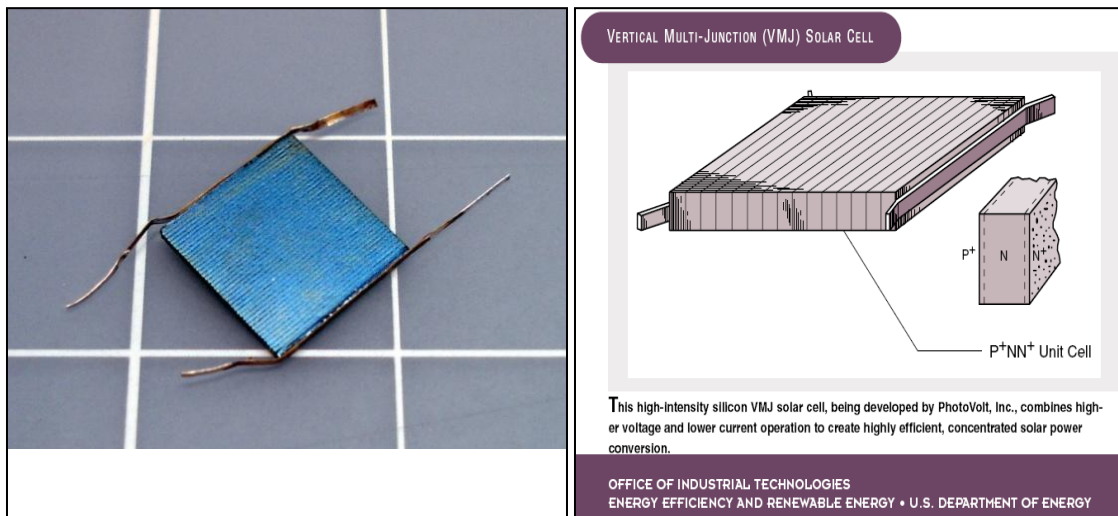 VERTICAL MULTI-JUNCTION (VMJ) SOLAR CELL
P+
N
N+
P+NN+ Unit Cell
This high-intensity silicon VMJ solar cell, being developed by PhotoVolt, Inc., combines high-
er voltage and lower current operation to create highly efficient, concentrated solar power
conversion.
OFFICE OF INDUSTRIAL TECHNOLOGIES
ENERGY EFFICIENCY AND RENEWABLE ENERGY • U.S. DEPARTMENT OF ENERGY